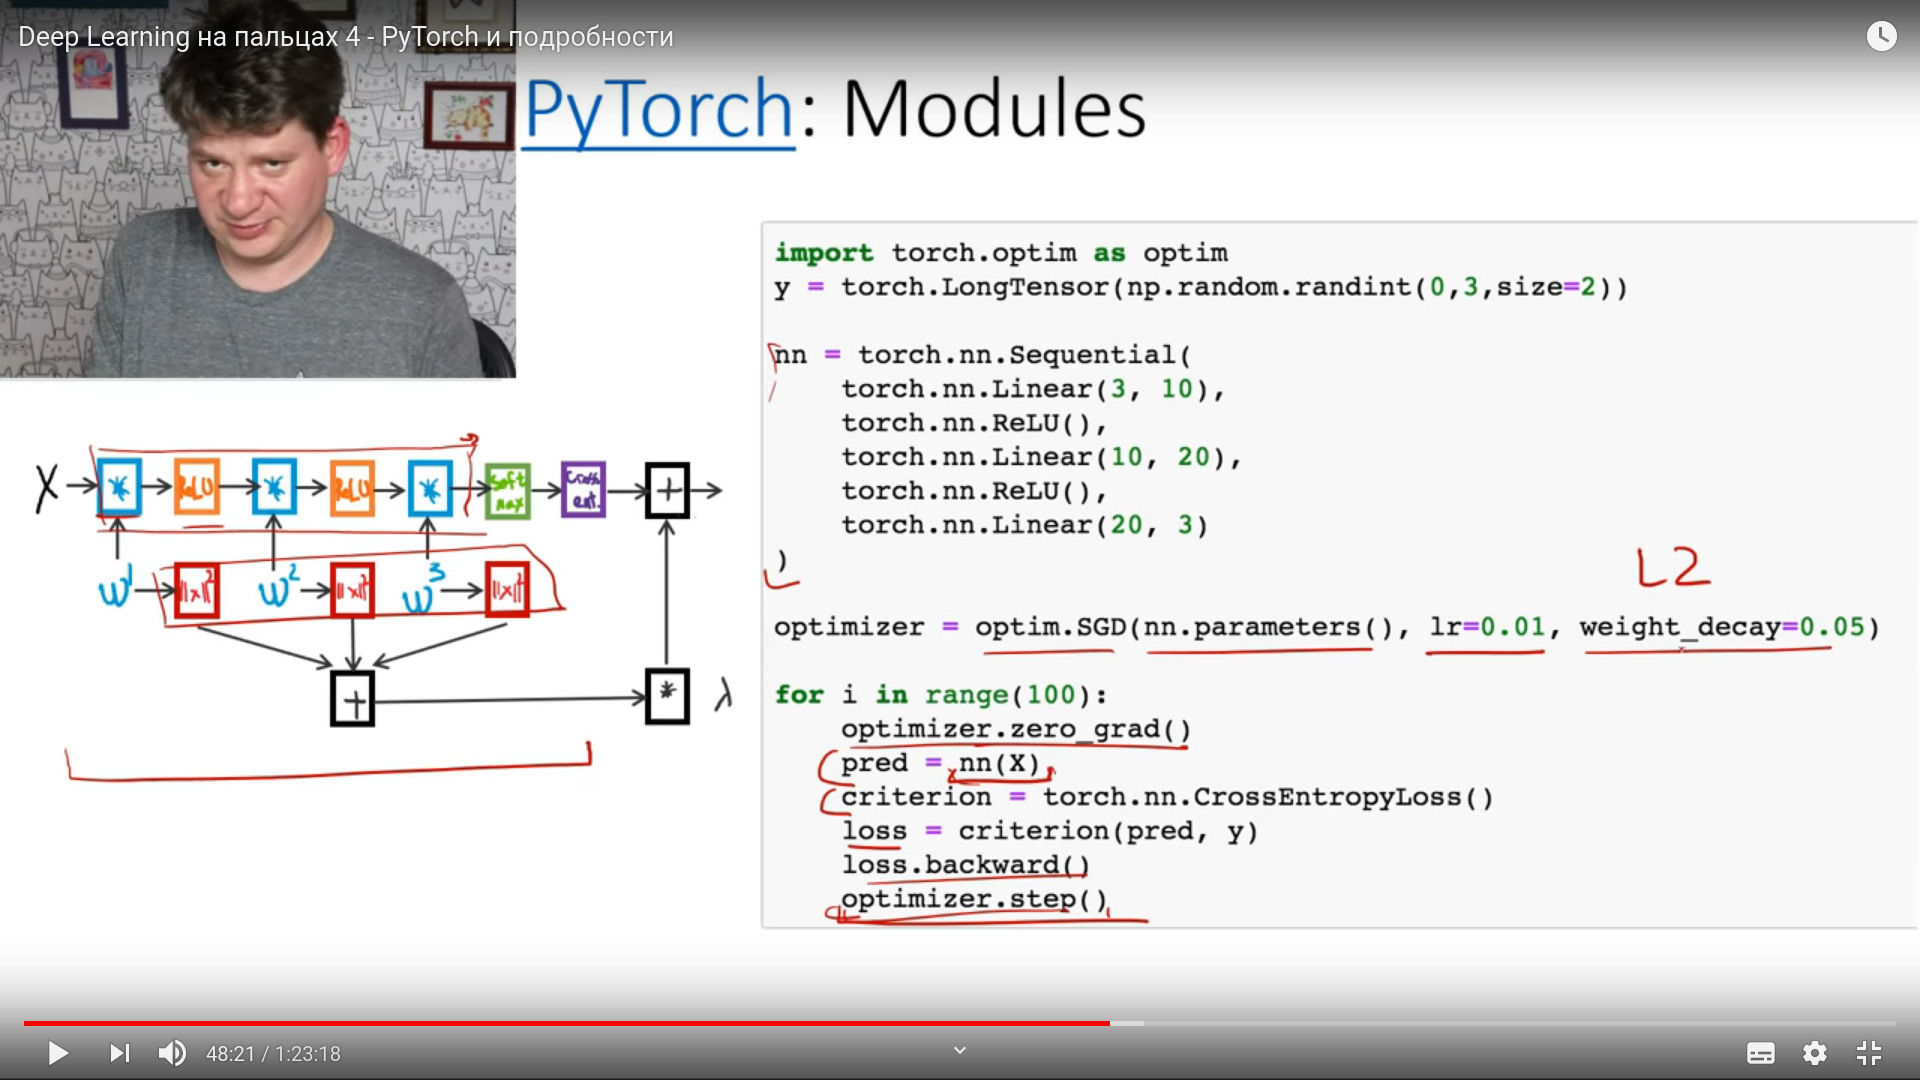 Deep Learning на пальцах 4 - PyTorch и подробности
PyTorch: Modules
import torch.optim as optim
y = torch.LongTensor(np.random.randint(0,3,size=2))
nn = torch.nn.Sequential(
torch.nn.Linear(3, 10),
torch.nn.ReLU(),
torch.nn.Linear(10, 20),
torch.nn.ReLU(),
torch.nn.Linear(20, 3)
)
L2
optimizer = optim.SGD(nn.parameters(), lr=0.01, weight_decay=0.05)
for i in range(100):
optimizer.zero_grad()
pred = nn(X)
criterion = torch.nn.CrossEntropyLoss()
loss = criterion(pred, y)
loss.backward()
optimizer.step()
X * ReLU * ReLU * Soft max Cross ent. +
W¹ ||x||² W² ||x||² W³ ||x||²
+ * λ
48:21 / 1:23:18